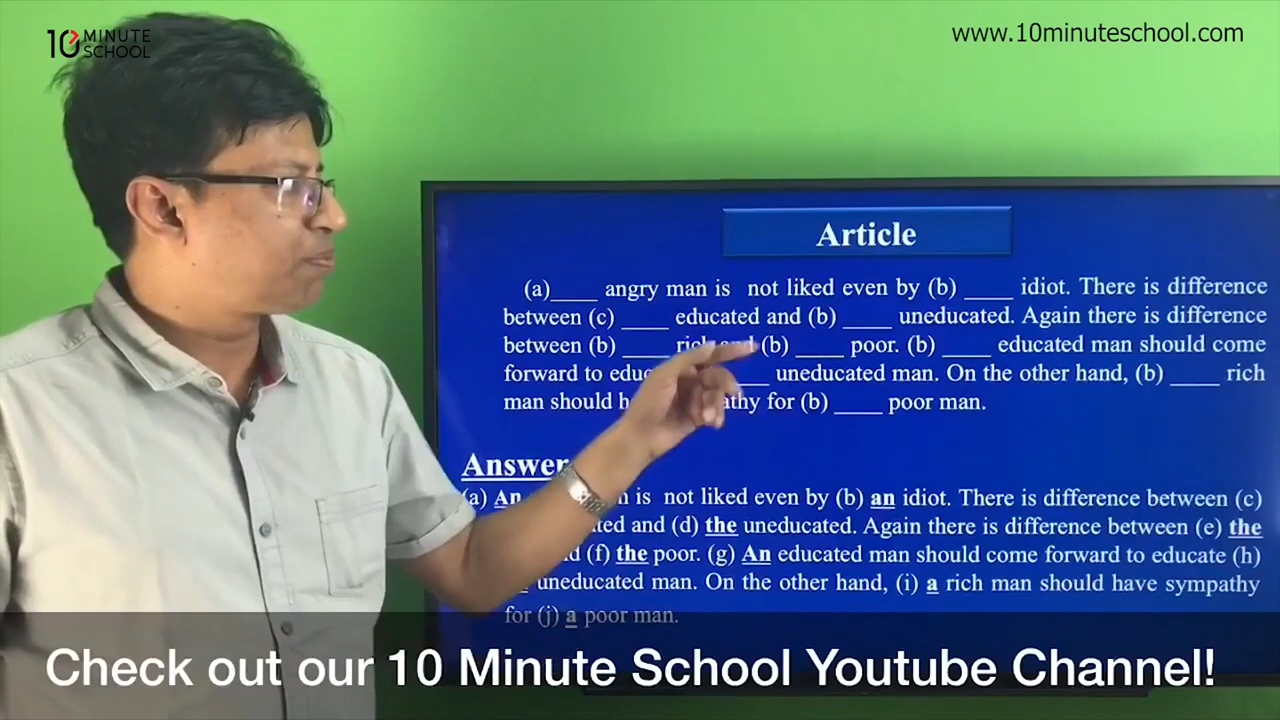 10 MINUTE
SCHOOL
www.10minuteschool.com
Article
(a)____ angry man is not liked even by (b) ____ idiot. There is difference
between (c) ____ educated and (b) ____ uneducated. Again there is difference
between (b) ____ and (b) ____ poor. (b) ____ educated man should come
forward to ____ uneducated man. On the other hand, (b) ____ rich
man should for (b) ____ poor man.
Answer
(a) An is not liked even by (b) an idiot. There is difference between (c)
and (d) the uneducated. Again there is difference between (e) the
(f) the poor. (g) An educated man should come forward to educate (h)
uneducated man. On the other hand, (i) a rich man should have sympathy
for (j) a poor man.
Check out our 10 Minute School Youtube Channel!